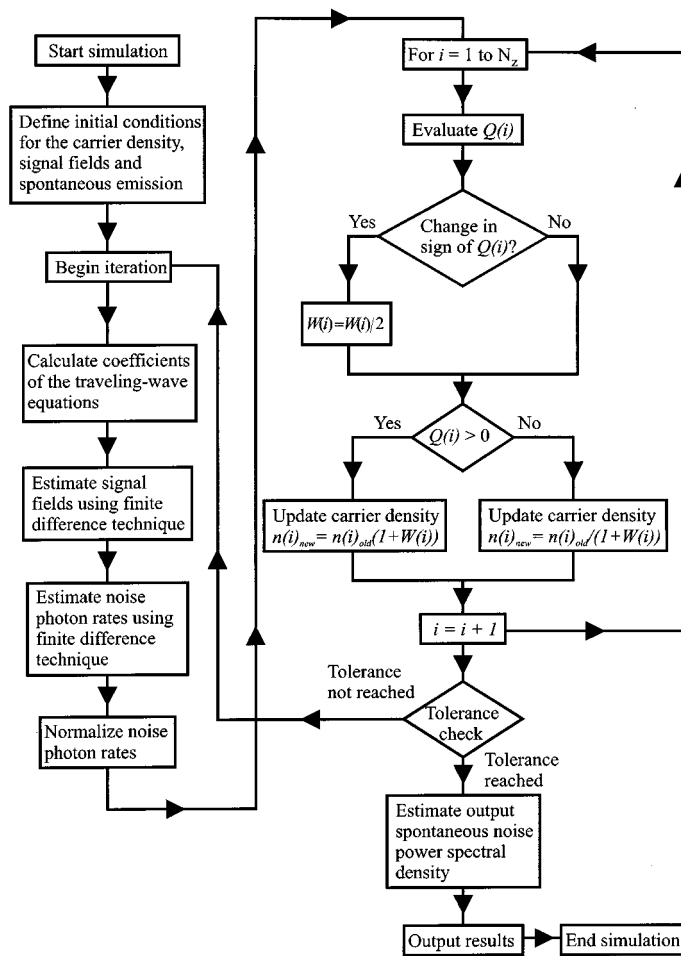 Start simulation
Define initial conditions
for the carrier density,
signal fields and
spontaneous emission
Begin iteration
Calculate coefficients
of the traveling-wave
equations
Estimate signal
fields using finite
difference technique
Estimate noise
photon rates using
finite difference
technique
Normalize noise
photon rates
For i = 1 to N_z
Evaluate Q(i)
Yes
Change in
sign of Q(i)?
No
W(i)=W(i)/2
Yes
Q(i) > 0
No
Update carrier density
n(i)_new = n(i)_old(1+W(i))
Update carrier density
n(i)_new = n(i)_old/(1+W(i))
i = i + 1
Tolerance
not reached
Tolerance
check
Tolerance
reached
Estimate output
spontaneous noise
power spectral
density
Output results
End simulation